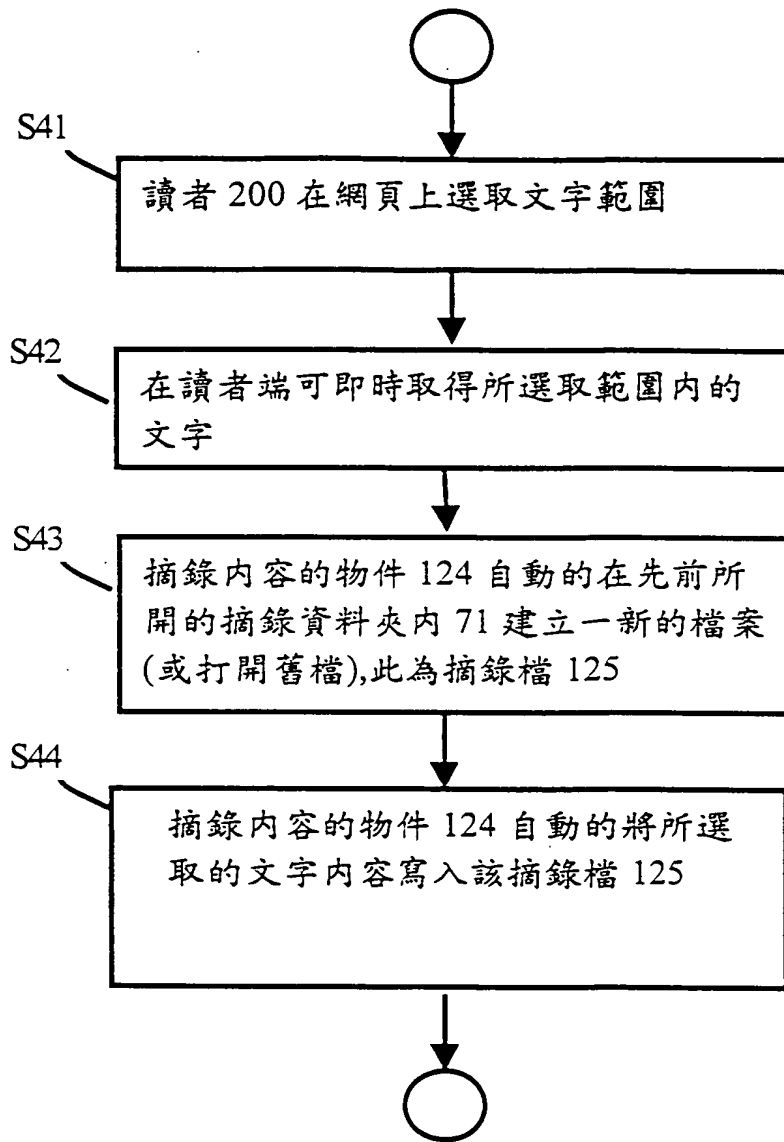 S41
讀者 200 在網頁上選取文字範圍
S42
在讀者端可即時取得所選取範圍內的
文字
S43
摘錄內容的物件 124 自動的在先前所
開的摘錄資料夾內 71 建立一新的檔案
(或打開舊檔),此為摘錄檔 125
S44
摘錄內容的物件 124 自動的將所選
取的文字內容寫入該摘錄檔 125